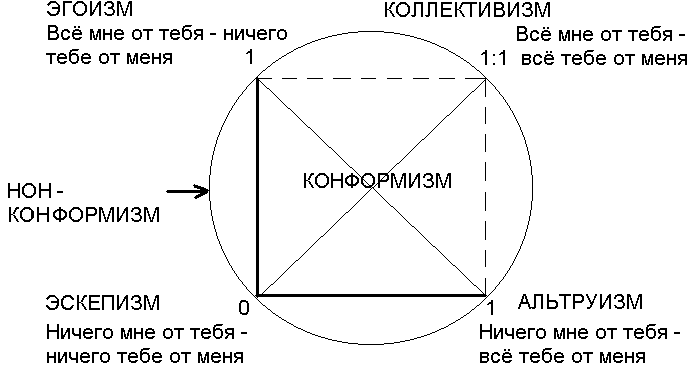 ЭГОИЗМ
Всё мне от тебя - ничего
тебе от меня
1
КОЛЛЕКТИВИЗМ
Всё мне от тебя -
1:1 всё тебе от меня
КОНФОРМИЗМ
НОН -
КОНФОРМИЗМ
ЭСКЕПИЗМ
0
Ничего мне от тебя -
ничего тебе от меня
1
АЛЬТРУИЗМ
Ничего мне от тебя -
всё тебе от меня